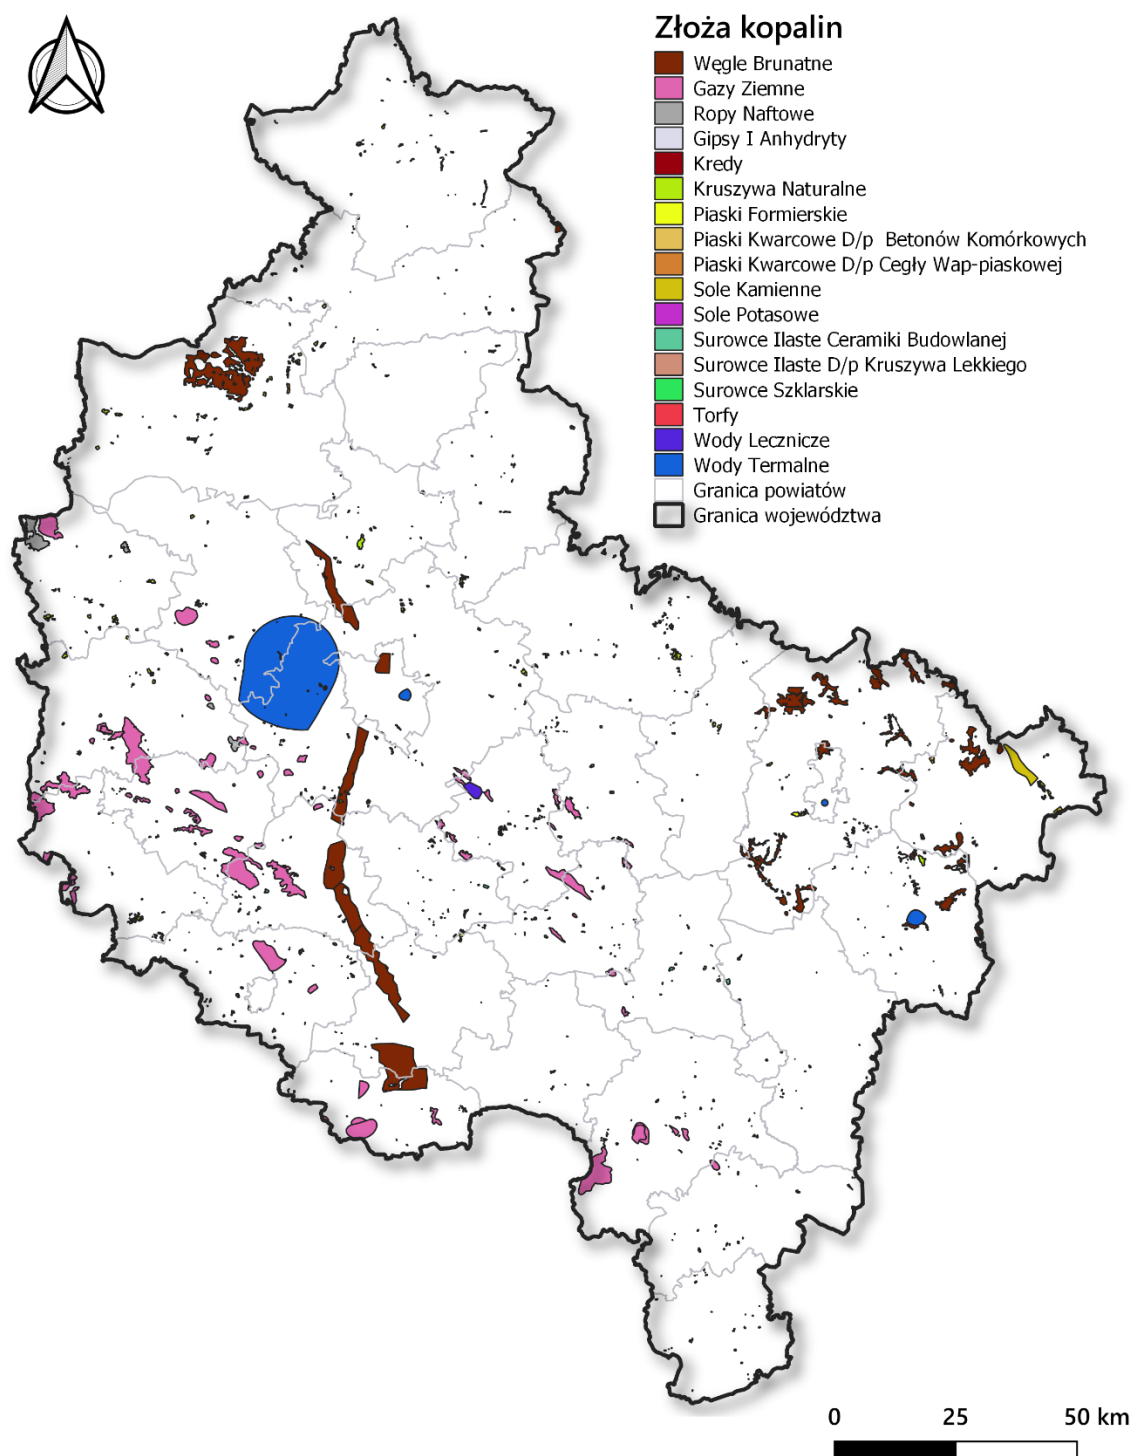 Złoża kopalin
Węgle Brunatne
Gazy Ziemne
Ropy Naftowe
Gipsy I Anhydryty
Kredy
Kruszywa Naturalne
Piaski Formierskie
Piaski Kwarcowe D/p Betonów Komórkowych
Piaski Kwarcowe D/p Cegły Wap-piaskowej
Sole Kamienne
Sole Potasowe
Surowce Ilaste Ceramiki Budowlanej
Surowce Ilaste D/p Kruszywa Lekkiego
Surowce Szklarskie
Torfy
Wody Lecznicze
Wody Termalne
Granica powiatów
Granica województwa
0 25 50 km